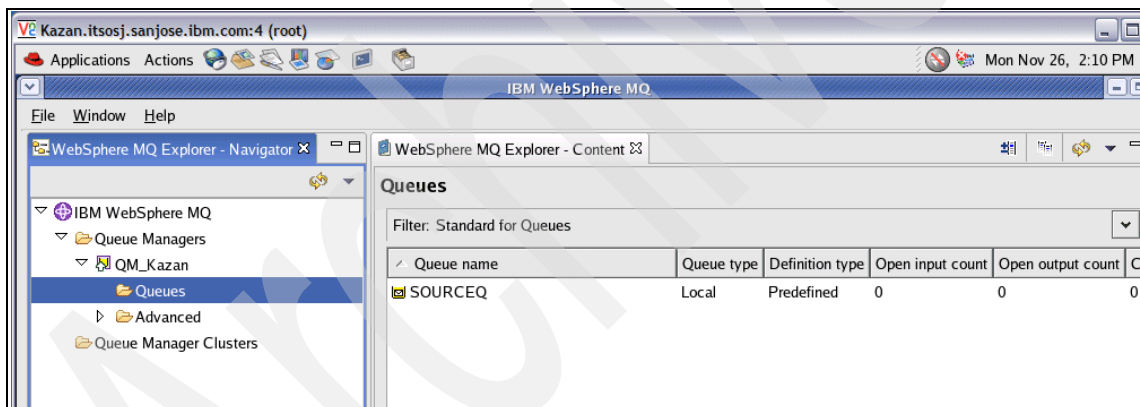 Kazan.itsosj.sanjose.ibm.com:4 (root)
Applications Actions Mon Nov 26, 2:10 PM
IBM WebSphere MQ
File Window Help
WebSphere MQ Explorer - Navigator
WebSphere MQ Explorer - Content
IBM WebSphere MQ
Queue Managers
QM_Kazan
Queues
Advanced
Queue Manager Clusters
Queues
Filter: Standard for Queues
Queue name Queue type Definition type Open input count Open output count C
SOURCEQ Local Predefined 0 0 0